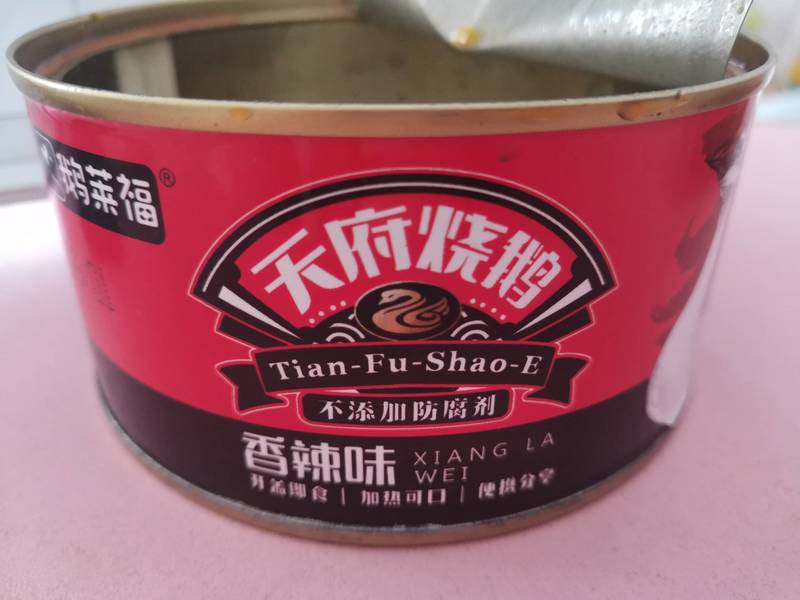 鹅莱福®
天府烧鹅
Tian-Fu-Shao-E
不添加防腐剂
香辣味 XIANG LA
WEI
开盖即食 | 加热可口 | 便携分享